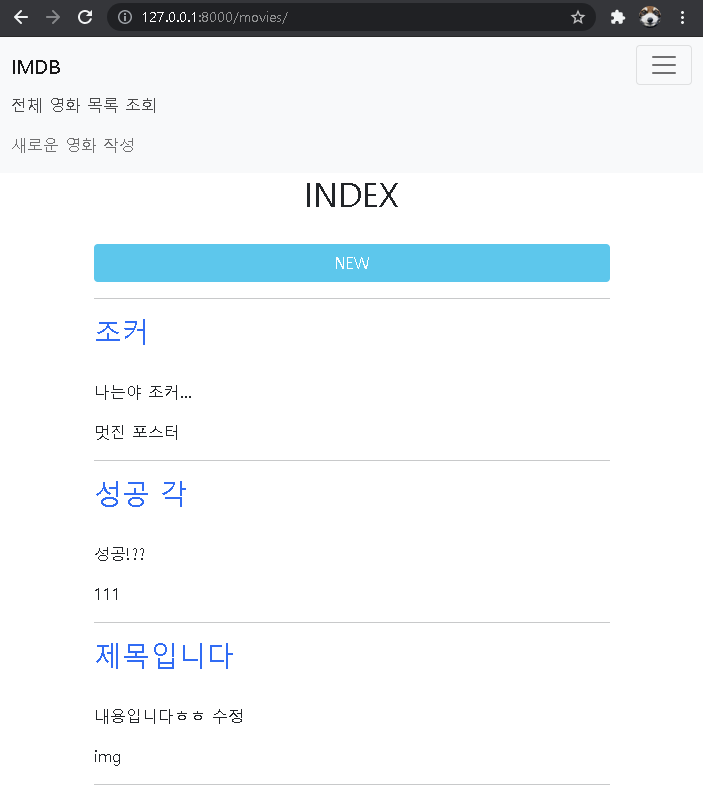 127.0.0.1:8000/movies/
IMDB
전체 영화 목록 조회
새로운 영화 작성
INDEX
NEW
조커
나는야 조커...
멋진 포스터
성공 각
성공!??
111
제목입니다
내용입니다ㅎㅎ 수정
img